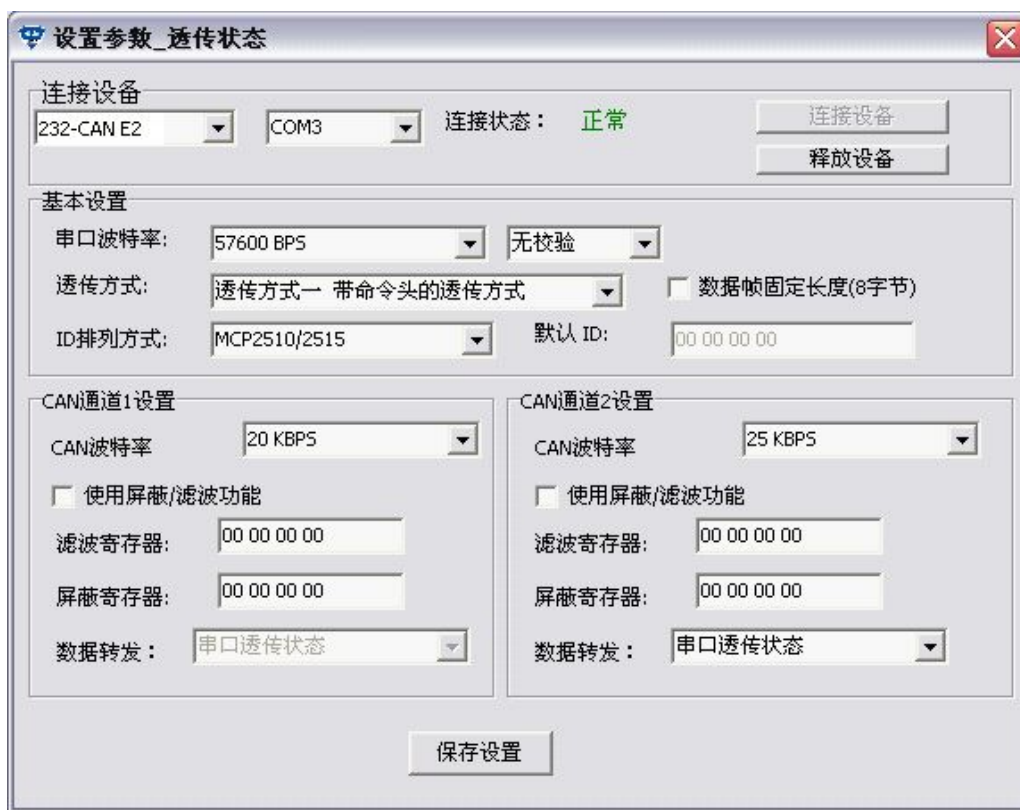 设置参数_透传状态
连接设备
232-CAN E2 COM3 连接状态： 正常 连接设备
释放设备
基本设置
串口波特率: 57600 BPS 无校验
透传方式: 透传方式一 带命令头的透传方式 数据帧固定长度(8字节)
ID排列方式: MCP2510/2515 默认 ID: 00 00 00 00
CAN通道1设置
CAN波特率 20 KBPS
使用屏蔽/滤波功能
滤波寄存器: 00 00 00 00
屏蔽寄存器: 00 00 00 00
数据转发： 串口透传状态
CAN通道2设置
CAN波特率 25 KBPS
使用屏蔽/滤波功能
滤波寄存器: 00 00 00 00
屏蔽寄存器: 00 00 00 00
数据转发： 串口透传状态
保存设置